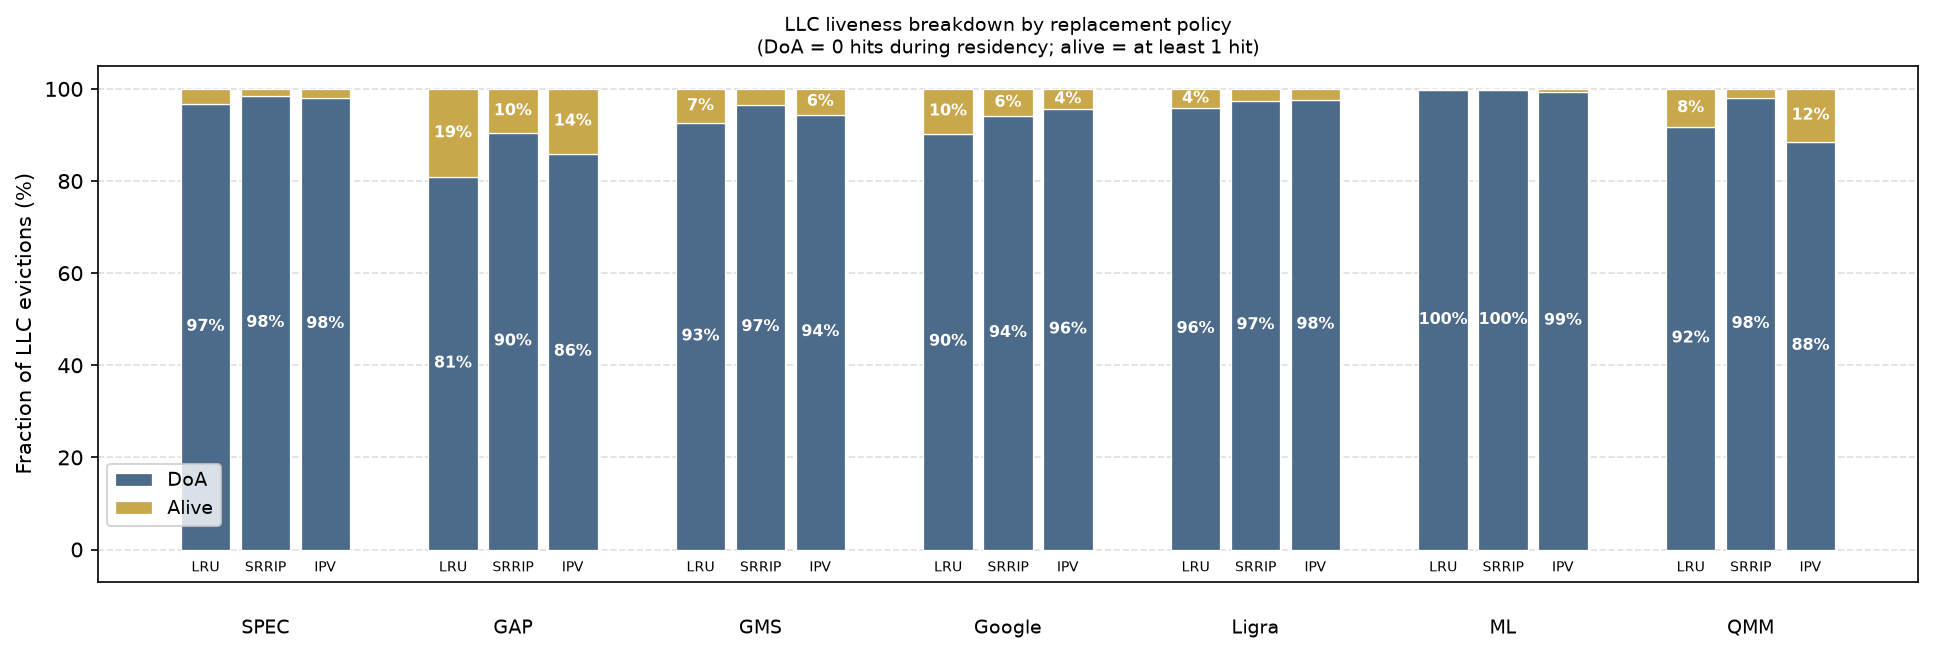 LLC liveness breakdown by replacement policy
(DoA = 0 hits during residency; alive = at least 1 hit)
Fraction of LLC evictions (%)
100
80
60
40
20
0
19% 10% 14% 7% 6% 10% 6% 4% 4% 8% 12%
97% 98% 98% 81% 90% 86% 93% 97% 94% 90% 94% 96% 96% 97% 98% 100% 100% 99% 92% 98% 88%
DoA
Alive
LRU SRRIP IPV LRU SRRIP IPV LRU SRRIP IPV LRU SRRIP IPV LRU SRRIP IPV LRU SRRIP IPV LRU SRRIP IPV
SPEC GAP GMS Google Ligra ML QMM